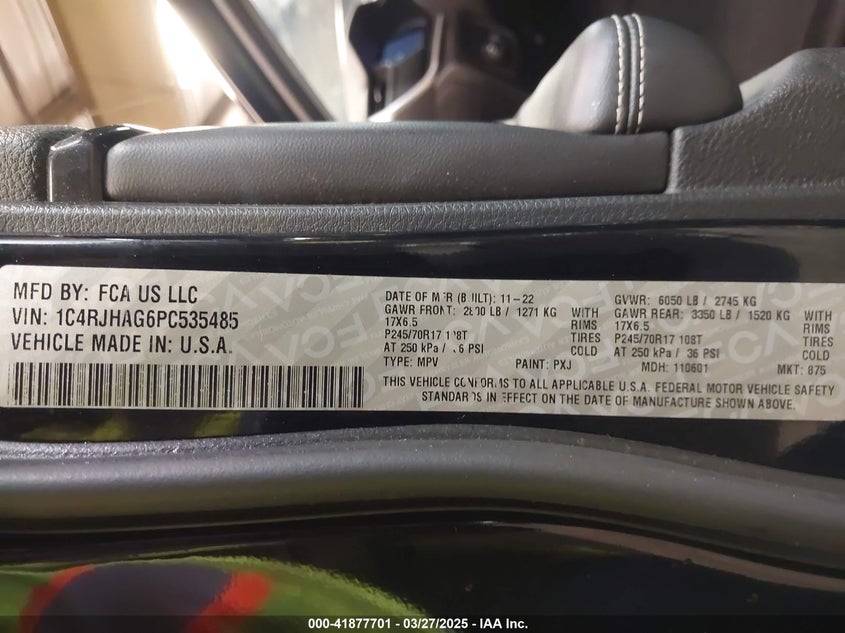 MFD BY: FCA US LLC
VIN: 1C4RJHAG6PC535485
VEHICLE MADE IN: U.S.A.
DATE OF MFR (BUILT): 11-22
GAWR FRONT: 2800 LB / 1271 KG WITH
17X6.5 RIMS
P245/70R17 108T TIRES
AT 250 kPa / 36 PSI COLD
TYPE: MPV PAINT: PXJ
GVWR: 6050 LB / 2745 KG
GAWR REAR: 3350 LB / 1520 KG WITH
17X6.5 RIMS
P245/70R17 108T TIRES
AT 250 kPa / 36 PSI COLD
MDH: 110601 MKT: 875
THIS VEHICLE CONFORMS TO ALL APPLICABLE U.S.A. FEDERAL MOTOR VEHICLE SAFETY
STANDARDS IN EFFECT ON THE DATE OF MANUFACTURE SHOWN ABOVE.
000-41877701 - 03/27/2025 - IAA Inc.